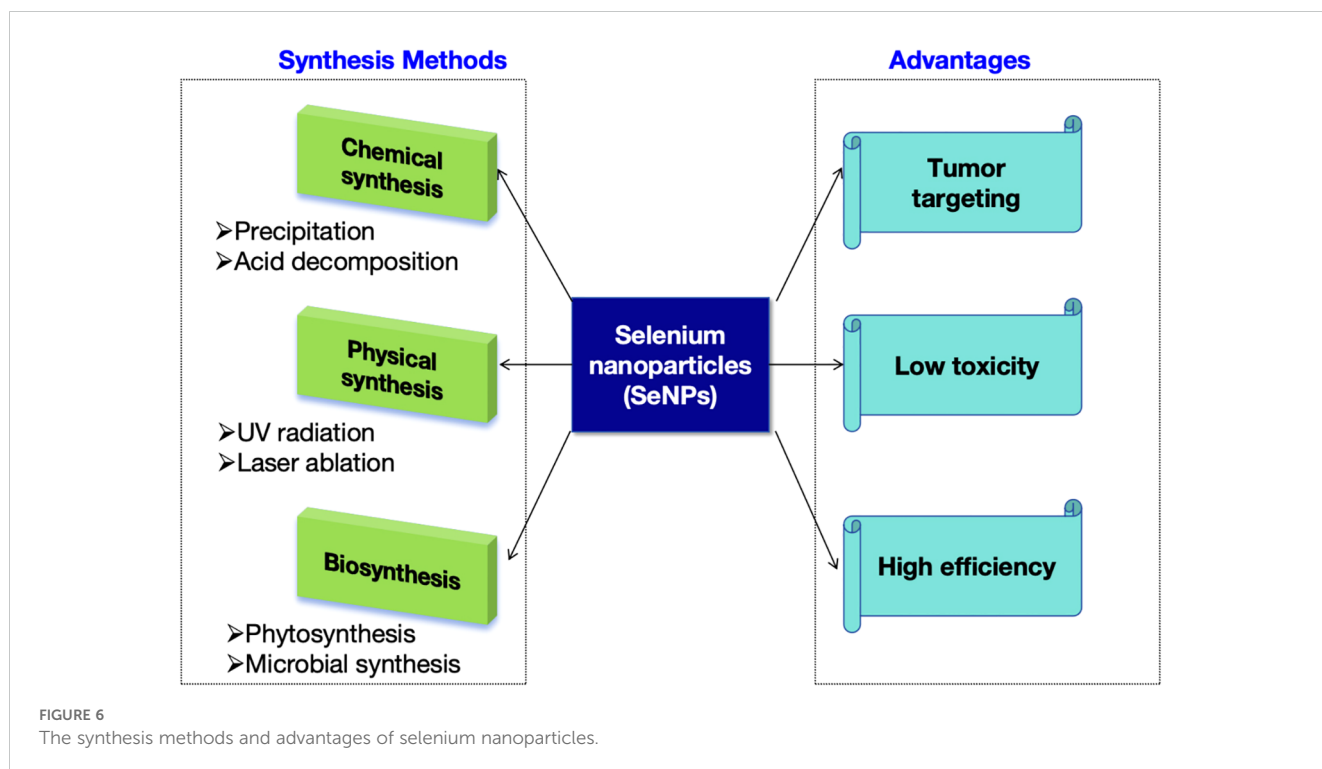 Synthesis Methods
Chemical
synthesis
➢Precipitation
➢Acid decomposition
Physical
synthesis
➢UV radiation
➢Laser ablation
Biosynthesis
➢Phytosynthesis
➢Microbial synthesis
Selenium
nanoparticles
(SeNPs)
Advantages
Tumor
targeting
Low toxicity
High efficiency
FIGURE 6
The synthesis methods and advantages of selenium nanoparticles.